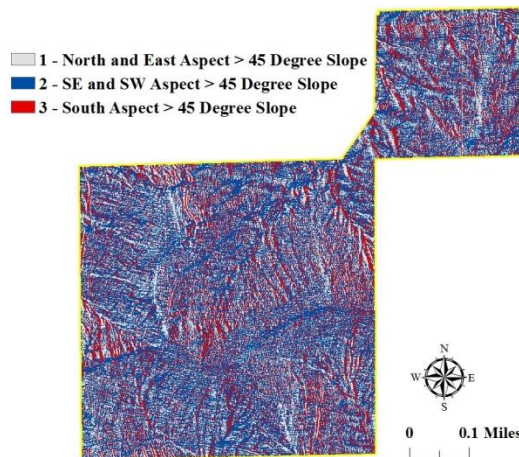 1 - North and East Aspect > 45 Degree Slope
2 - SE and SW Aspect > 45 Degree Slope
3 - South Aspect > 45 Degree Slope
N
W E
S
0 0.1 Miles